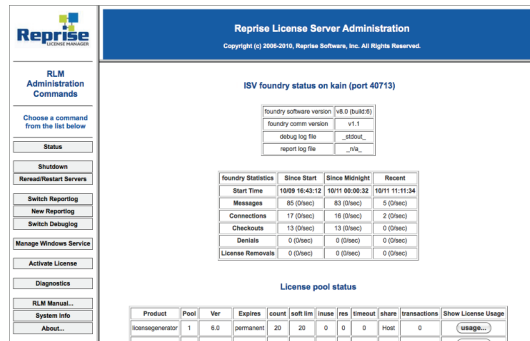 Reprise
LICENSE MANAGER
Reprise License Server Administration
Copyright (c) 2006-2010, Reprise Software, Inc. All Rights Reserved.
RLM
Administration
Commands
Choose a command
from the list below
Status
Shutdown
Reread/Restart Servers
Switch Reportlog
New Reportlog
Switch Debuglog
Manage Windows Service
Activate License
Diagnostics
RLM Manual...
System Info
About...
ISV foundry status on kain (port 40713)
foundry software version v8.0 (build:6)
foundry comm version v1.1
debug log file _stdout_
report log file _n/a_
foundry Statistics Since Start Since Midnight Recent
Start Time 10/09 16:43:12 10/11 00:00:32 10/11 11:11:34
Messages 85 (0/sec) 83 (0/sec) 5 (0/sec)
Connections 17 (0/sec) 16 (0/sec) 2 (0/sec)
Checkouts 13 (0/sec) 13 (0/sec) 0 (0/sec)
Denials 0 (0/sec) 0 (0/sec) 0 (0/sec)
License Removals 0 (0/sec) 0 (0/sec) 0 (0/sec)
License pool status
Product Pool Ver Expires count soft lim inuse res timeout share transactions Show License Usage
licensegenerator 1 6.0 permanent 20 20 0 0 0 Host 0 usage...